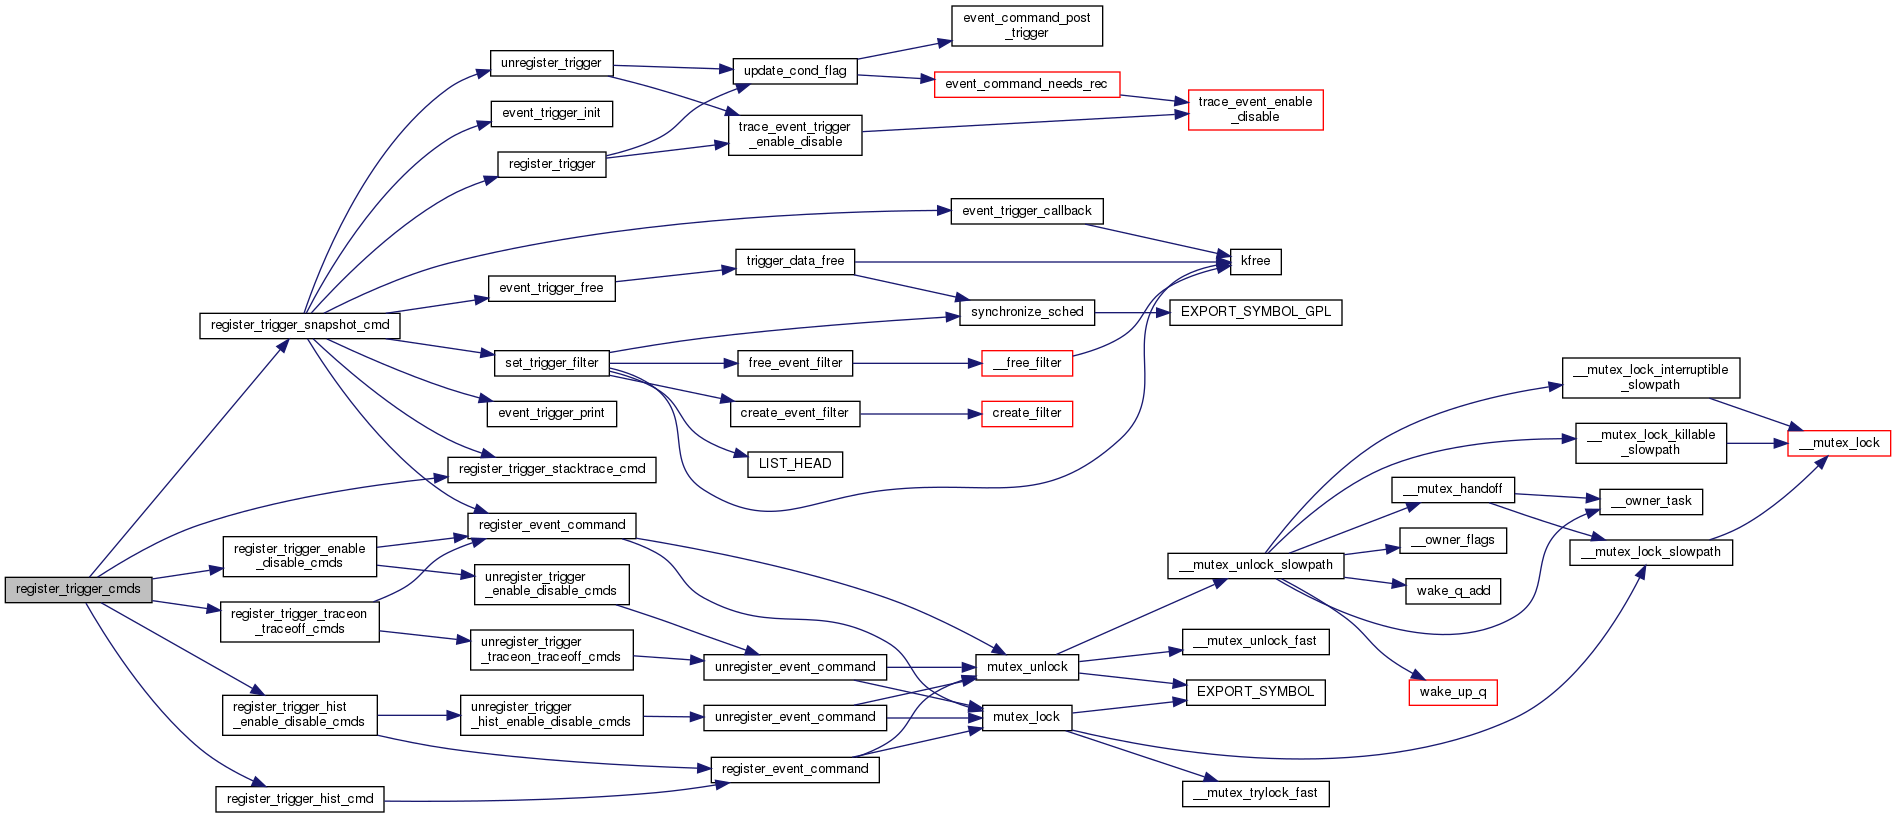 event_command_post
_trigger
unregister_trigger
update_cond_flag
event_command_needs_rec
event_trigger_init
trace_event_enable
_disable
trace_event_trigger
_enable_disable
register_trigger
event_trigger_callback
trigger_data_free
kfree
event_trigger_free
synchronize_sched
EXPORT_SYMBOL_GPL
register_trigger_snapshot_cmd
set_trigger_filter
free_event_filter
__free_filter
__mutex_lock_interruptible
_slowpath
event_trigger_print
create_event_filter
create_filter
__mutex_lock_killable
_slowpath
__mutex_lock
register_trigger_stacktrace_cmd
LIST_HEAD
__mutex_handoff
__owner_task
register_event_command
__owner_flags
__mutex_lock_slowpath
register_trigger_enable
_disable_cmds
__mutex_unlock_slowpath
register_trigger_cmds
unregister_trigger
_enable_disable_cmds
wake_q_add
register_trigger_traceon
_traceoff_cmds
unregister_trigger
_traceon_traceoff_cmds
__mutex_unlock_fast
unregister_event_command
mutex_unlock
EXPORT_SYMBOL
wake_up_q
register_trigger_hist
_enable_disable_cmds
unregister_trigger
_hist_enable_disable_cmds
unregister_event_command
mutex_lock
register_event_command
register_trigger_hist_cmd
__mutex_trylock_fast